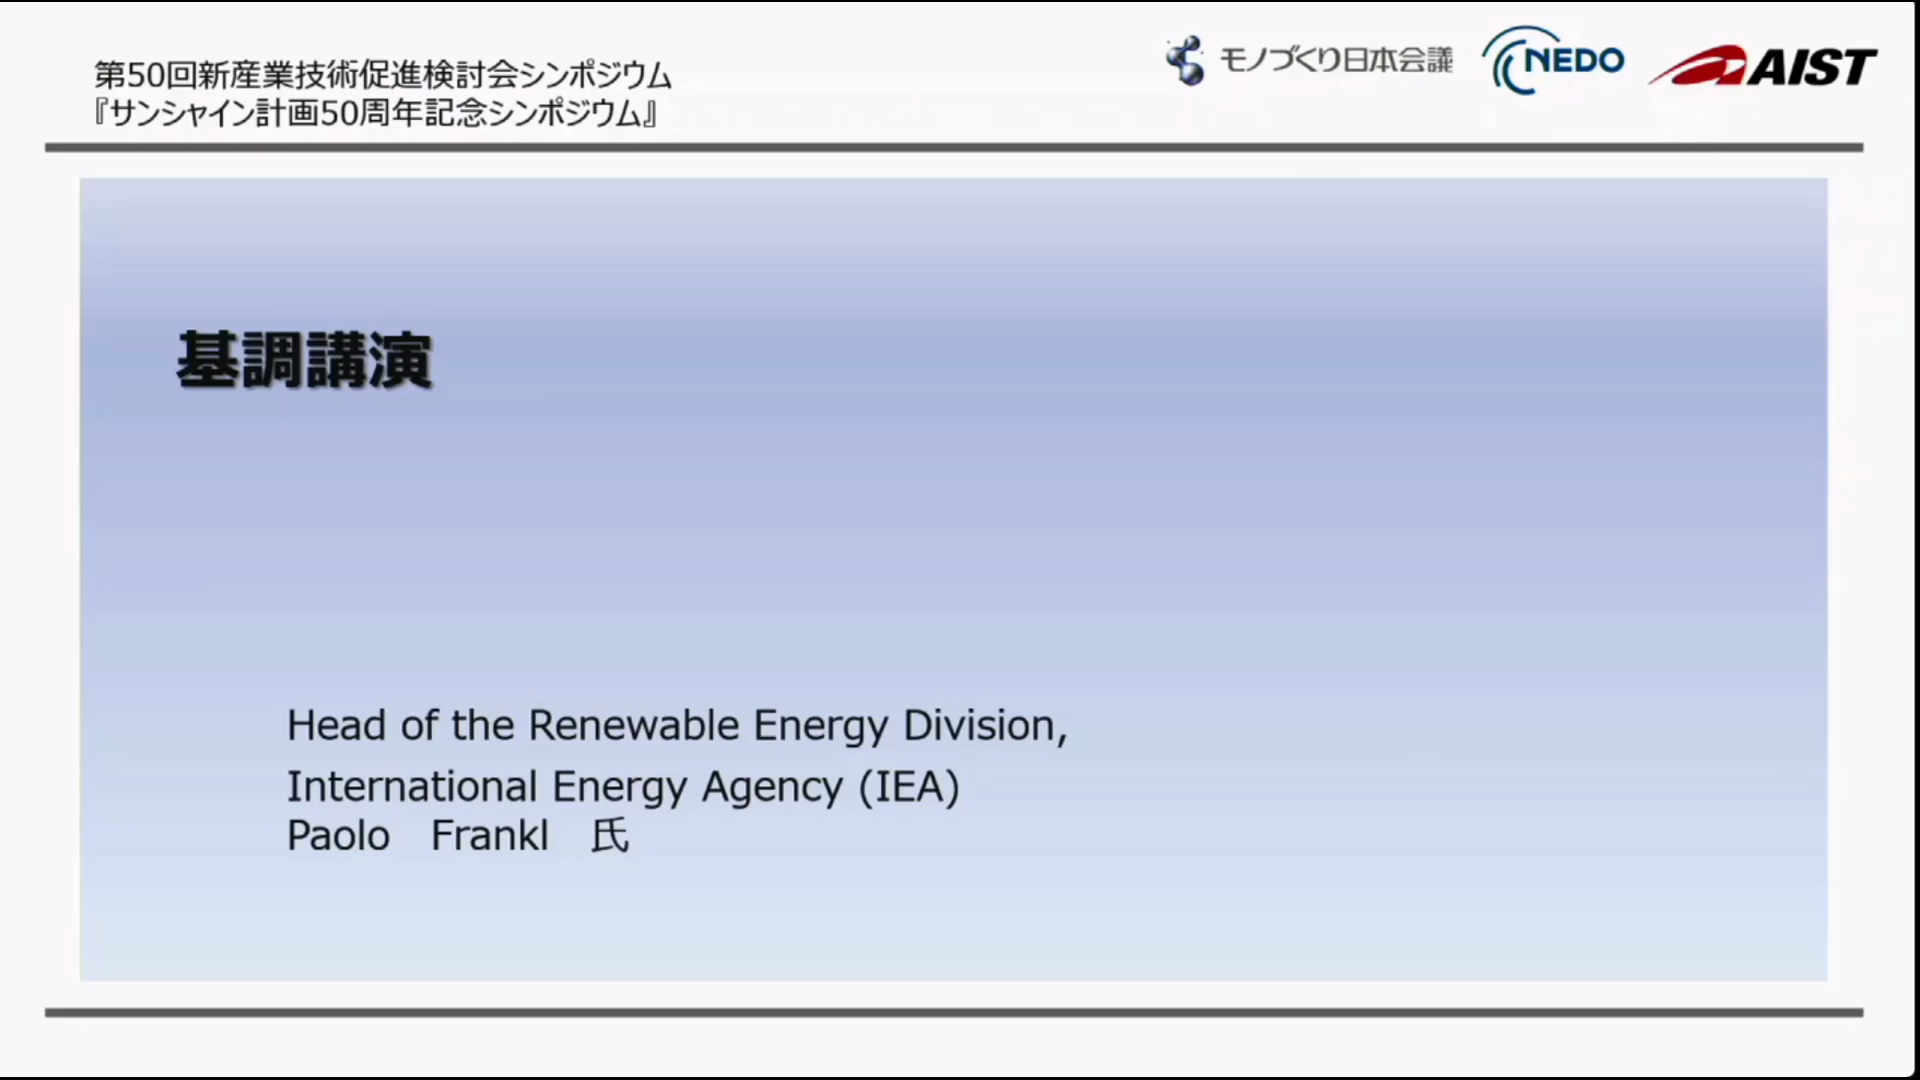 第50回新産業技術促進検討会シンポジウム
『サンシャイン計画50周年記念シンポジウム』
モノづくり日本会議
NEDO
AIST
基調講演
Head of the Renewable Energy Division,
International Energy Agency (IEA)
Paolo　Frankl　氏